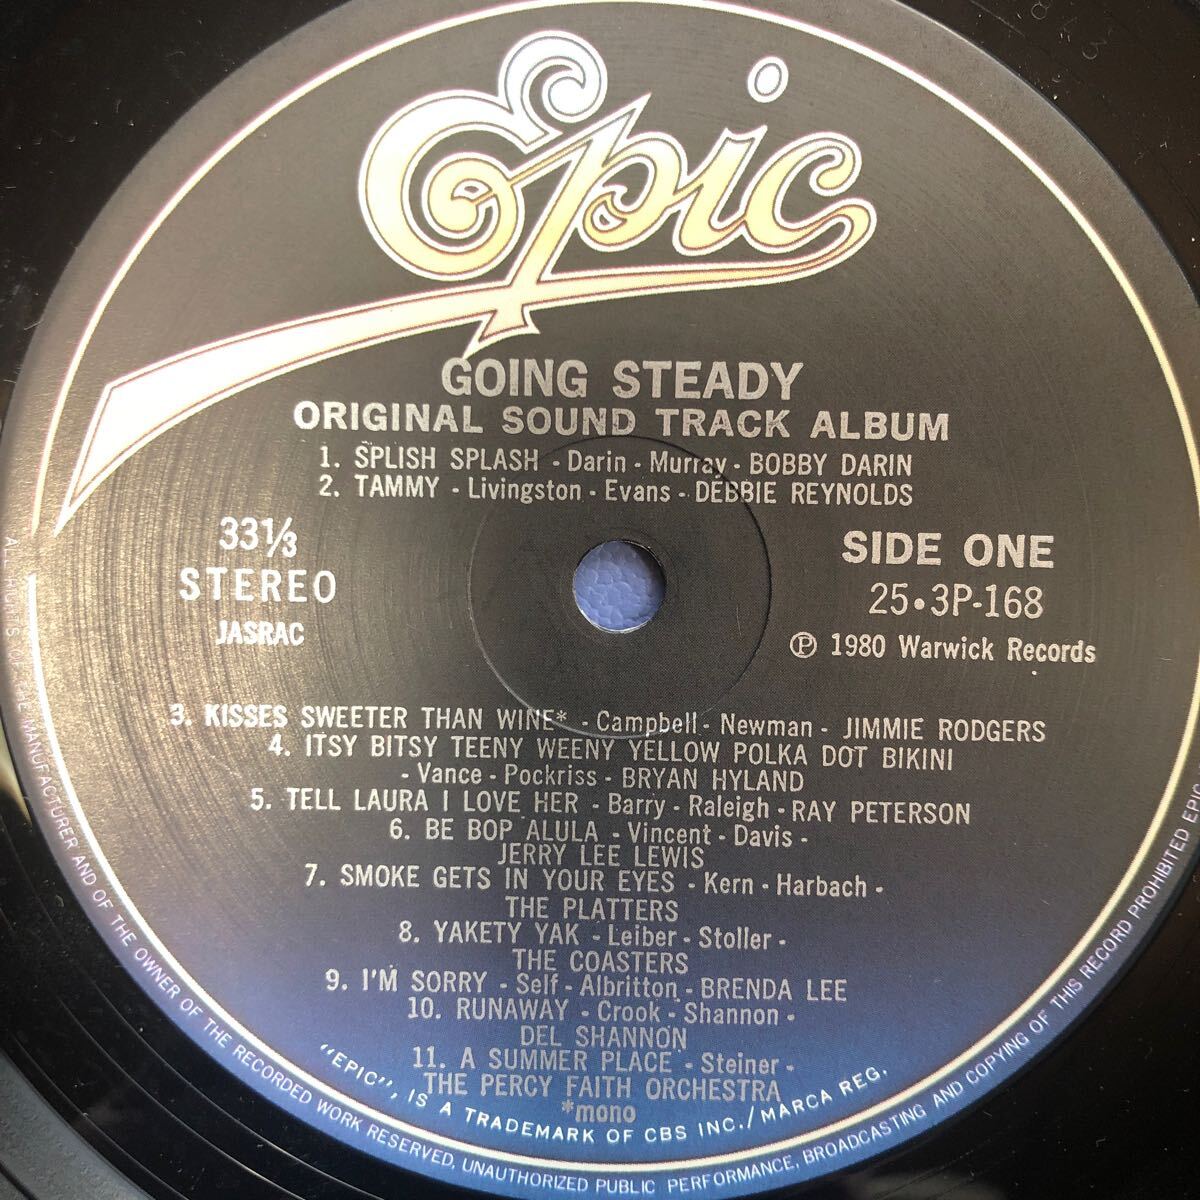 Epic
GOING STEADY
ORIGINAL SOUND TRACK ALBUM
1. SPLISH SPLASH - Darin - Murray - BOBBY DARIN
2. TAMMY - Livingston - Evans - DEBBIE REYNOLDS
33⅓
STEREO
JASRAC
SIDE ONE
25•3P-168
Ⓟ 1980 Warwick Records
3. KISSES SWEETER THAN WINE* - Campbell - Newman - JIMMIE RODGERS
4. ITSY BITSY TEENY WEENY YELLOW POLKA DOT BIKINI
- Vance - Pockriss - BRYAN HYLAND
5. TELL LAURA I LOVE HER - Barry - Raleigh - RAY PETERSON
6. BE BOP ALULA - Vincent - Davis -
JERRY LEE LEWIS
7. SMOKE GETS IN YOUR EYES - Kern - Harbach -
THE PLATTERS
8. YAKETY YAK - Leiber - Stoller -
THE COASTERS
9. I'M SORRY - Self - Albritton - BRENDA LEE
10. RUNAWAY - Crook - Shannon -
DEL SHANNON
11. A SUMMER PLACE - Steiner -
THE PERCY FAITH ORCHESTRA
*mono
"EPIC", IS A TRADEMARK OF CBS INC./MARCA REG.
ALL RIGHTS OF THE MANUFACTURER AND OF THE OWNER OF THE RECORDED WORK RESERVED, UNAUTHORIZED PUBLIC PERFORMANCE, BROADCASTING AND COPYING OF THIS RECORD PROHIBITED EPIC